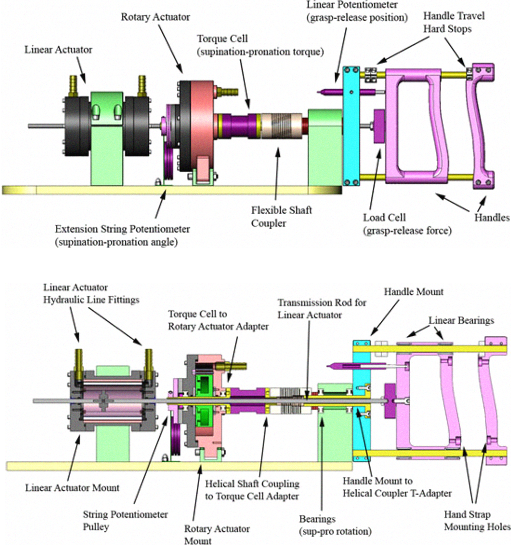 Rotary Actuator
Linear Potentiometer
(grasp-release position)
Handle Travel
Hard Stops
Linear Actuator
Torque Cell
(supination-pronation torque)
Extension String Potentiometer
(supination-pronation angle)
Flexible Shaft
Coupler
Load Cell
(grasp-release force)
Handles
Linear Actuator
Hydraulic Line Fittings
Torque Cell to
Rotary Actuator Adapter
Transmission Rod for
Linear Actuator
Handle Mount
Linear Bearings
Linear Actuator Mount
String Potentiometer
Pulley
Rotary Actuator
Mount
Helical Shaft Coupling
to Torque Cell Adapter
Bearings
(sup-pro rotation)
Handle Mount to
Helical Coupler T-Adapter
Hand Strap
Mounting Holes